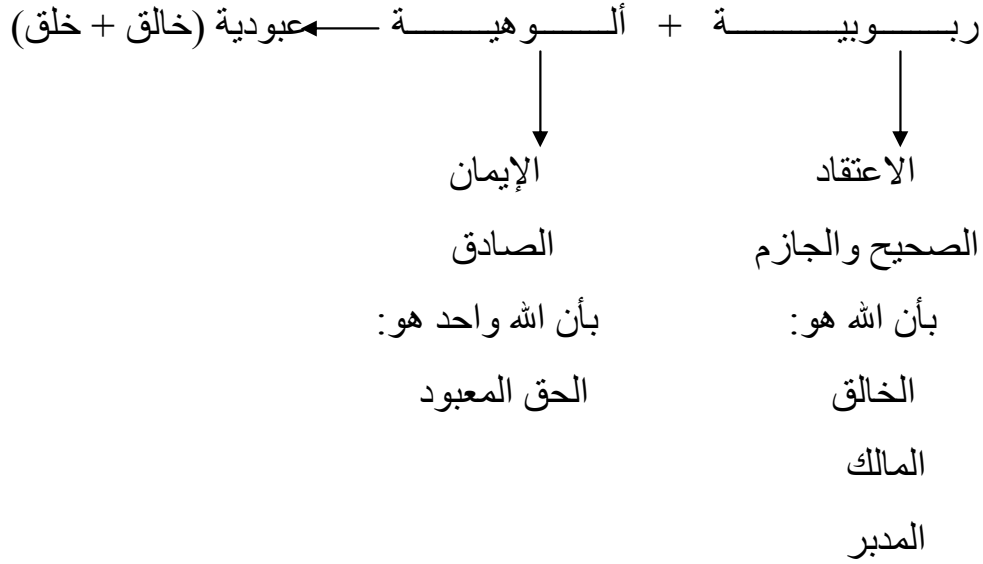 ربوبية + ألوهية ← عبودية (خالق + خلق)
الاعتقاد الإيمان
الصحيح والجازم الصادق
بأن الله هو: بأن الله واحد هو:
الخالق الحق المعبود
المالك
المدبر